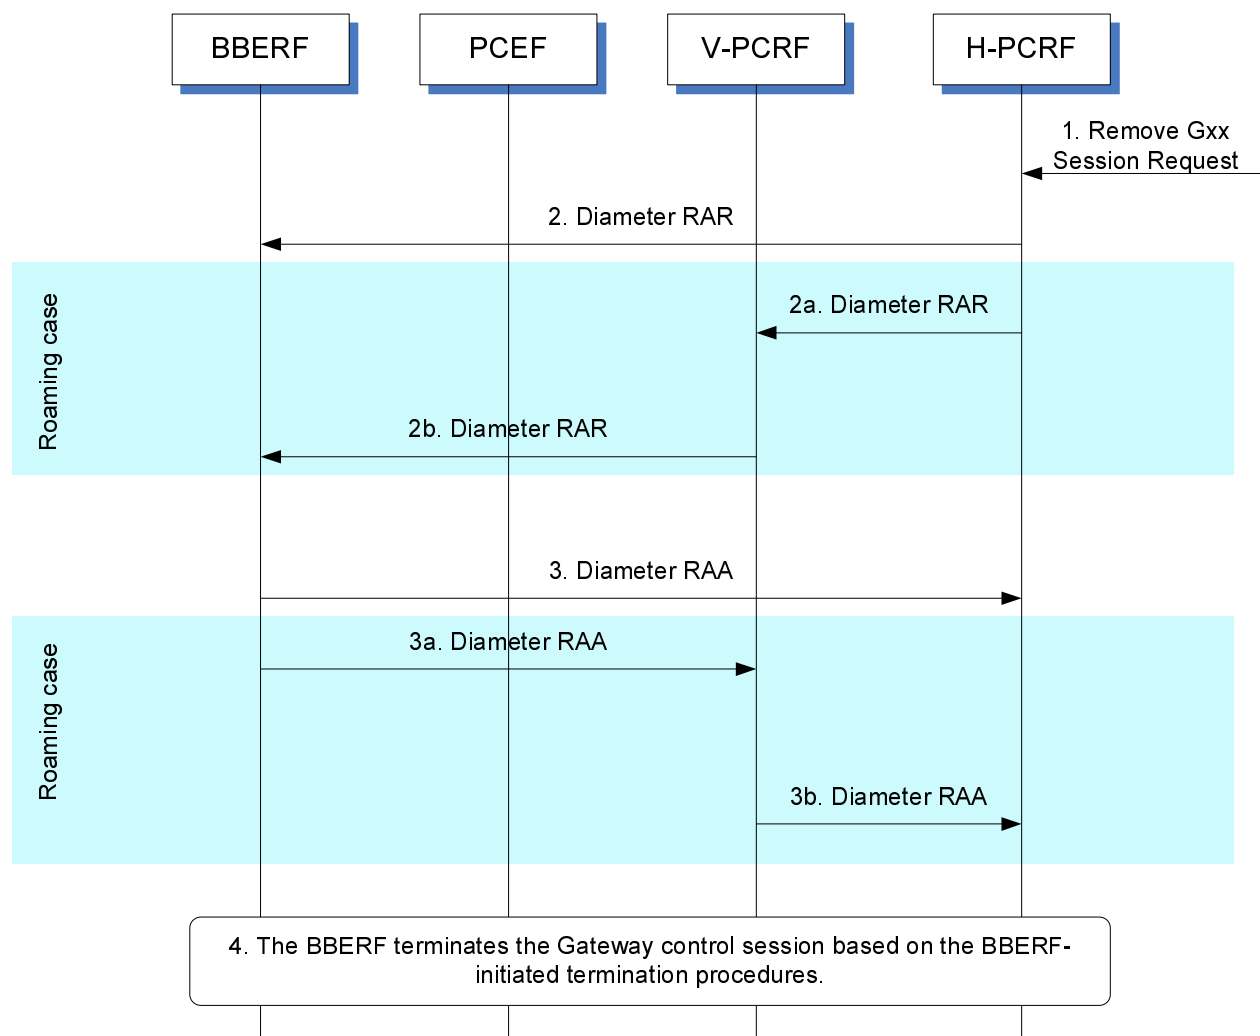 BBERF
PCEF
V-PCRF
H-PCRF
1. Remove Gxx
Session Request
2. Diameter RAR
Roaming case
2a. Diameter RAR
2b. Diameter RAR
3. Diameter RAA
Roaming case
3a. Diameter RAA
3b. Diameter RAA
4. The BBERF terminates the Gateway control session based on the BBERF-
initiated termination procedures.